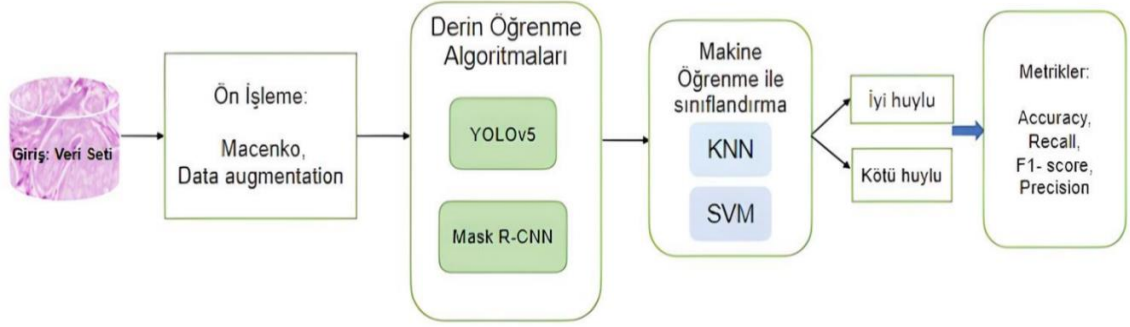 Giriş: Veri Seti
Ön İşleme:
Macenko,
Data augmentation
Derin Öğrenme
Algoritmaları
YOLOv5
Mask R-CNN
Makine
Öğrenme ile
sınıflandırma
KNN
SVM
İyi huylu
Kötü huylu
Metrikler:
Accuracy,
Recall,
F1- score,
Precision